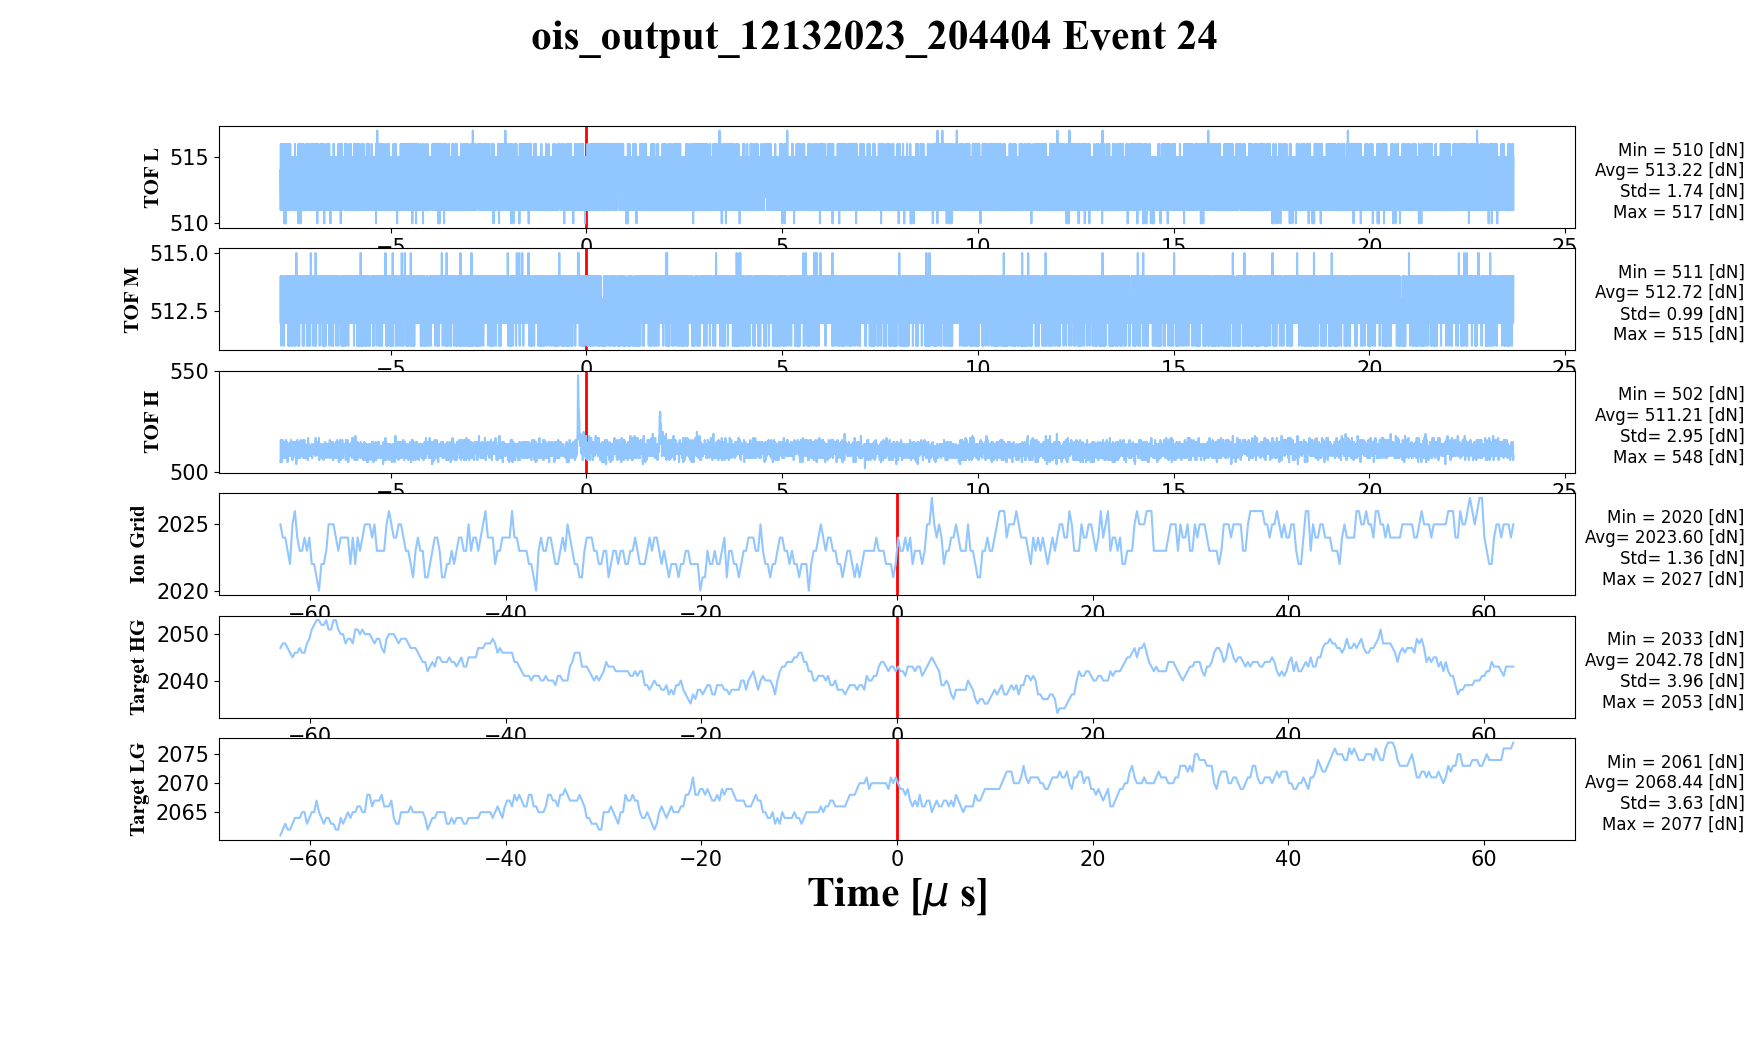 ois_output_12132023_204404 Event 24
TOF L
515
510
Min = 510 [dN]
Avg= 513.22 [dN]
Std= 1.74 [dN]
Max = 517 [dN]
−5 0 5 10 15 20 25
TOF M
515.0
512.5
Min = 511 [dN]
Avg= 512.72 [dN]
Std= 0.99 [dN]
Max = 515 [dN]
−5 0 5 10 15 20 25
TOF H
550
500
Min = 502 [dN]
Avg= 511.21 [dN]
Std= 2.95 [dN]
Max = 548 [dN]
−5 0 5 10 15 20 25
Ion Grid
2025
2020
Min = 2020 [dN]
Avg= 2023.60 [dN]
Std= 1.36 [dN]
Max = 2027 [dN]
−60 −40 −20 0 20 40 60
Target HG
2050
2040
Min = 2033 [dN]
Avg= 2042.78 [dN]
Std= 3.96 [dN]
Max = 2053 [dN]
−60 −40 −20 0 20 40 60
Target LG
2075
2070
2065
Min = 2061 [dN]
Avg= 2068.44 [dN]
Std= 3.63 [dN]
Max = 2077 [dN]
−60 −40 −20 0 20 40 60
Time [μ s]